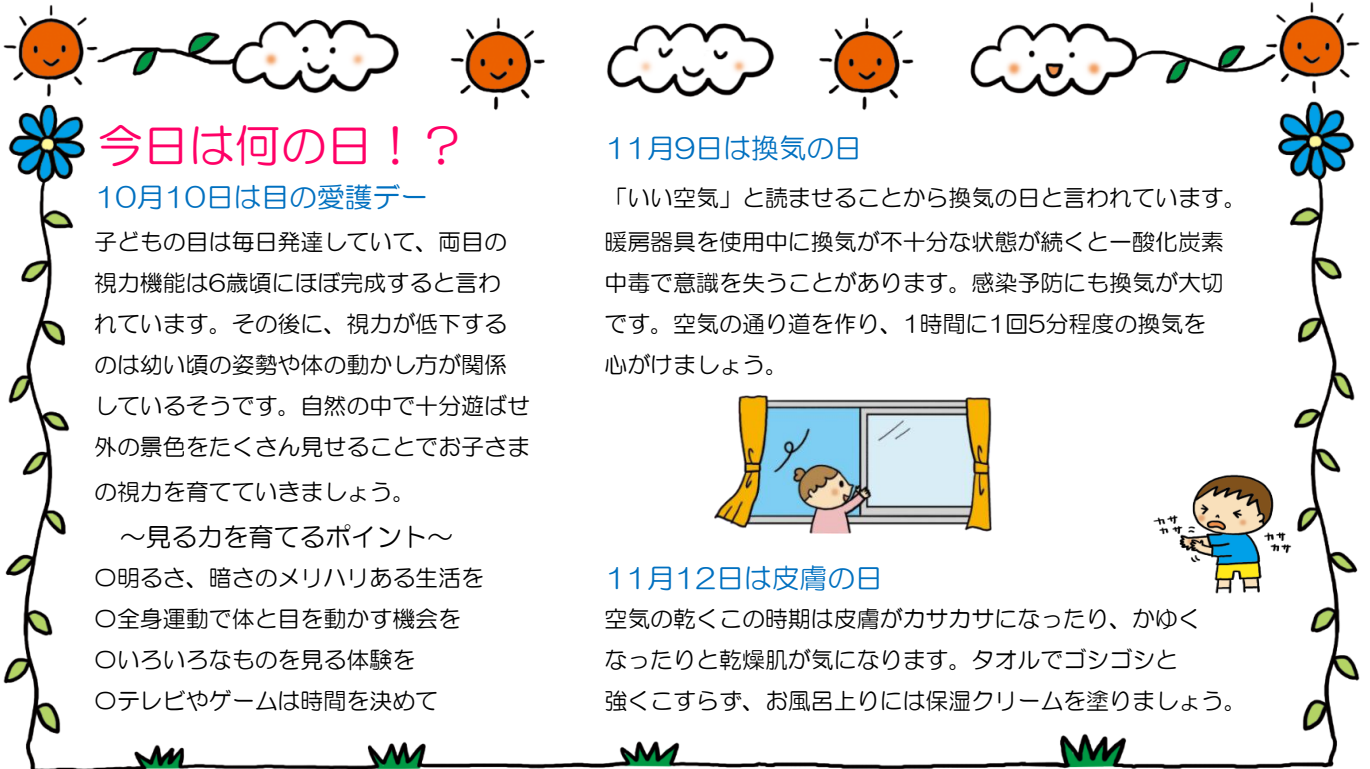 今日は何の日！？
10月10日は目の愛護デー
子どもの目は毎日発達していて、両目の
視力機能は6歳頃にほぼ完成すると言わ
れています。その後に、視力が低下する
のは幼い頃の姿勢や体の動かし方が関係
しているそうです。自然の中で十分遊ばせ
外の景色をたくさん見せることでお子さま
の視力を育てていきましょう。
～見る力を育てるポイント～
〇明るさ、暗さのメリハリある生活を
〇全身運動で体と目を動かす機会を
〇いろいろなものを見る体験を
〇テレビやゲームは時間を決めて
11月9日は換気の日
「いい空気」と読ませることから換気の日と言われています。
暖房器具を使用中に換気が不十分な状態が続くと一酸化炭素
中毒で意識を失うことがあります。感染予防にも換気が大切
です。空気の通り道を作り、1時間に1回5分程度の換気を
心がけましょう。
カサ
カサ
カサ
カサ
11月12日は皮膚の日
空気の乾くこの時期は皮膚がカサカサになったり、かゆく
なったりと乾燥肌が気になります。タオルでゴシゴシと
強くこすらず、お風呂上りには保湿クリームを塗りましょう。